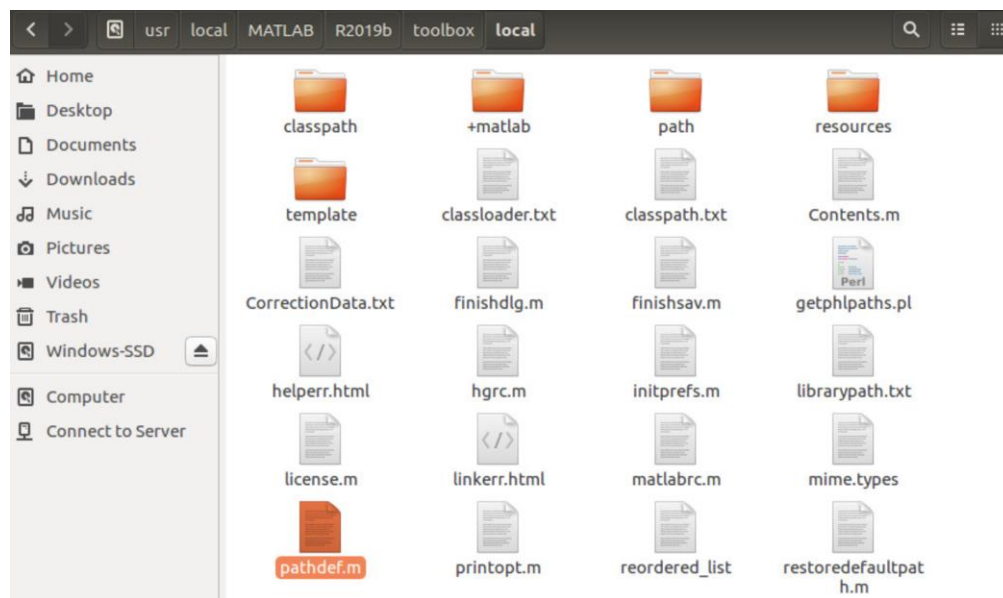 usr local MATLAB R2019b toolbox local
Home
Desktop
Documents
Downloads
Music
Pictures
Videos
Trash
Windows-SSD
Computer
Connect to Server
classpath +matlab path resources
template classloader.txt classpath.txt Contents.m
Perl
CorrectionData.txt finishdlg.m finishsav.m getphlpaths.pl
helperr.html hgrc.m initprefs.m librarypath.txt
license.m linkerr.html matlabrc.m mime.types
pathdef.m printopt.m reordered_list restoredefaultpat
h.m